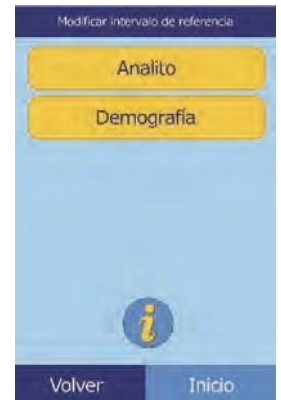 Modificar intervalo de referencia
Analito
Demografía
i
Volver Inicio